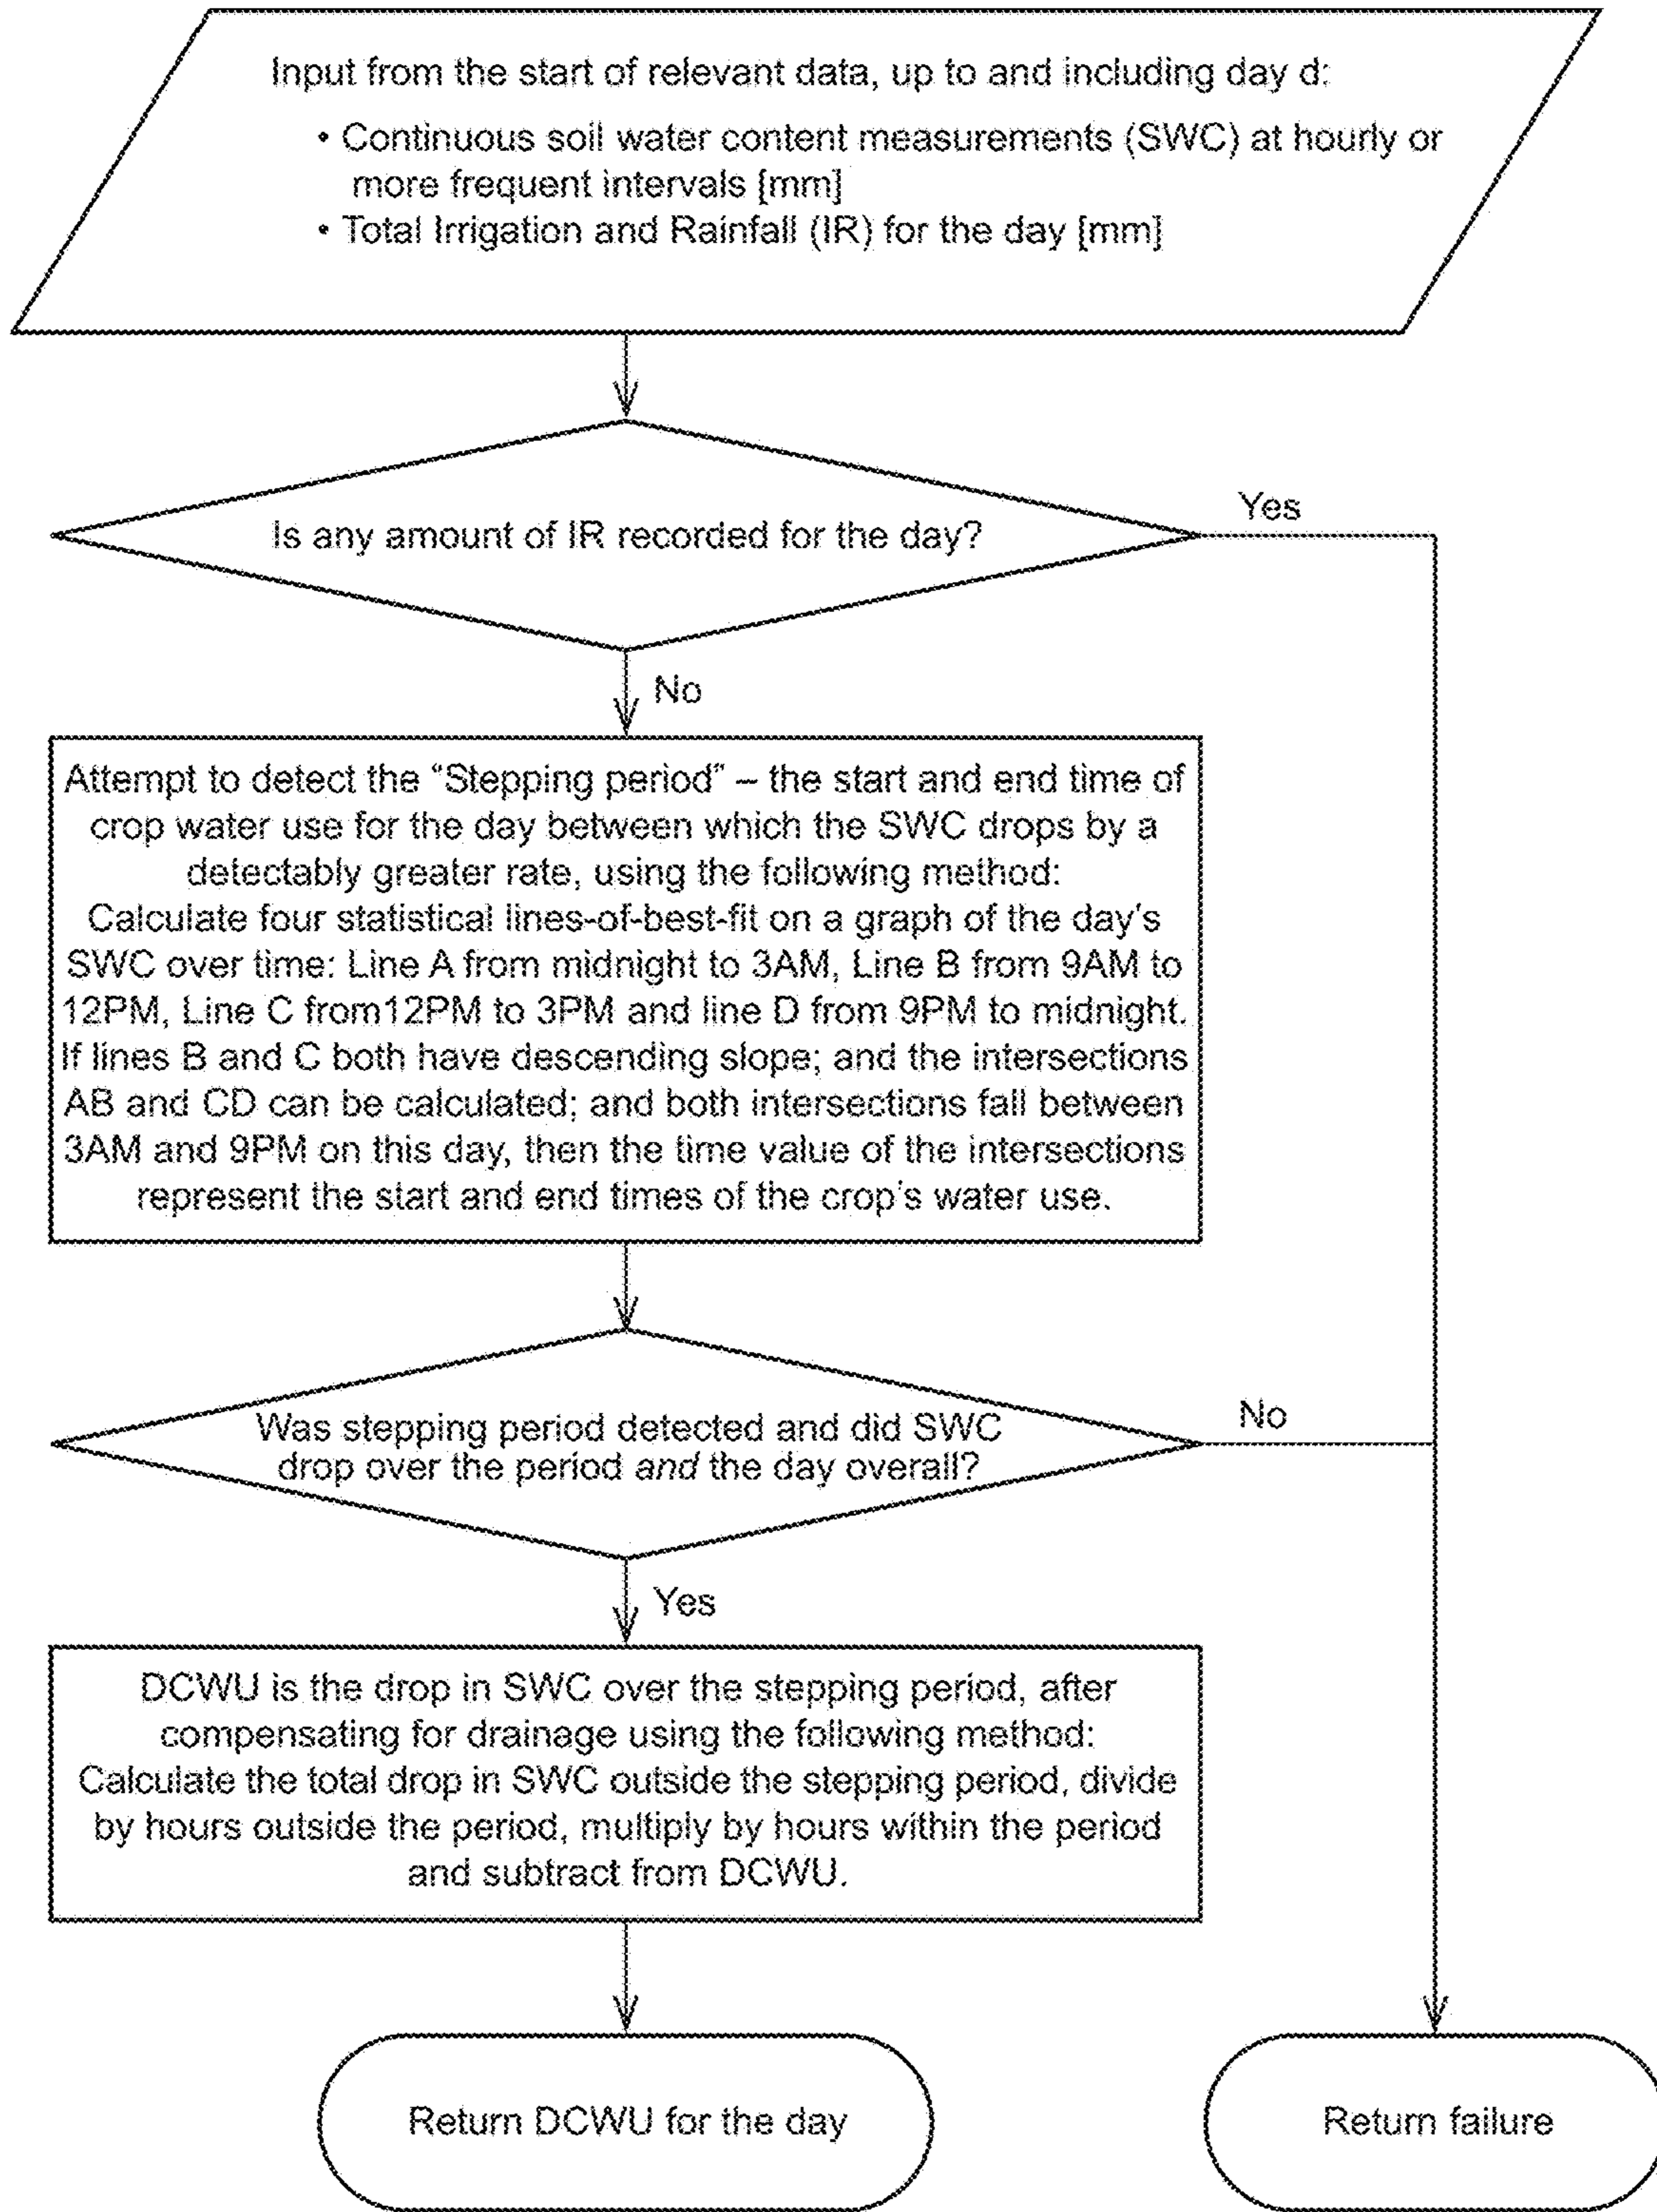 Input from the start of relevant data, up to and including day d:
• Continuous soil water content measurements (SWC) at hourly or
more frequent intervals [mm]
• Total Irrigation and Rainfall (IR) for the day [mm]
Is any amount of IR recorded for the day?
Yes
No
Attempt to detect the “Stepping period” – the start and end time of
crop water use for the day between which the SWC drops by a
detectably greater rate, using the following method:
Calculate four statistical lines-of-best-fit on a graph of the day's
SWC over time: Line A from midnight to 3AM, Line B from 9AM to
12PM, Line C from12PM to 3PM and line D from 9PM to midnight.
If lines B and C both have descending slope; and the intersections
AB and CD can be calculated; and both intersections fall between
3AM and 9PM on this day, then the time value of the intersections
represent the start and end times of the crop's water use.
Was stepping period detected and did SWC
drop over the period and the day overall?
No
Yes
DCWU is the drop in SWC over the stepping period, after
compensating for drainage using the following method:
Calculate the total drop in SWC outside the stepping period, divide
by hours outside the period, multiply by hours within the period
and subtract from DCWU.
Return DCWU for the day
Return failure